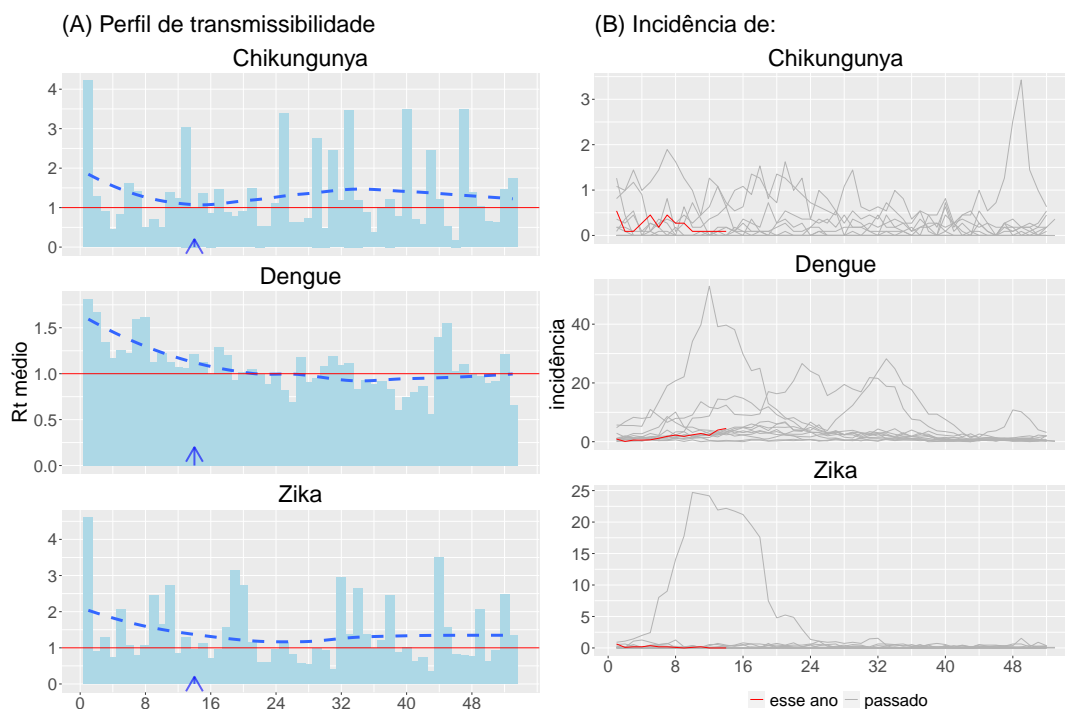 (A) Perfil de transmissibilidade
Chikungunya
4
3
2
1
0
Dengue
1.5
1.0
0.5
0.0
Zika
4
3
2
1
0
0 8 16 24 32 40 48
Rt médio
(B) Incidência de:
Chikungunya
3
2
1
0
Dengue
40
20
0
Zika
25
20
15
10
5
0
0 8 16 24 32 40 48
incidência
esse ano passado